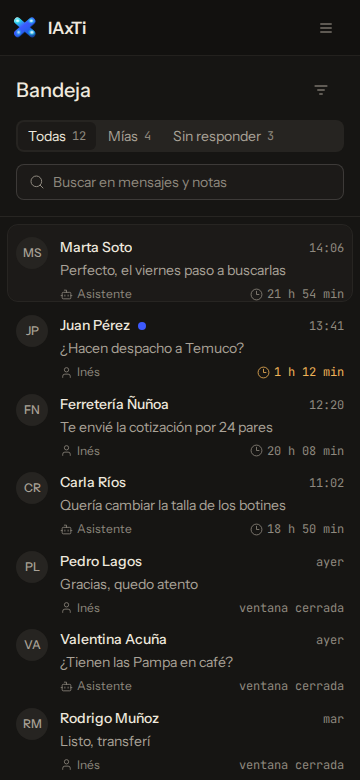 IAxTi
Bandeja
Todas 12 Mías 4 Sin responder 3
Buscar en mensajes y notas
MS Marta Soto 14:06
Perfecto, el viernes paso a buscarlas
Asistente 21 h 54 min
JP Juan Pérez 13:41
¿Hacen despacho a Temuco?
Inés 1 h 12 min
FN Ferretería Ñuñoa 12:20
Te envié la cotización por 24 pares
Inés 20 h 08 min
CR Carla Ríos 11:02
Quería cambiar la talla de los botines
Asistente 18 h 50 min
PL Pedro Lagos ayer
Gracias, quedo atento
Inés ventana cerrada
VA Valentina Acuña ayer
¿Tienen las Pampa en café?
Asistente ventana cerrada
RM Rodrigo Muñoz mar
Listo, transferí
Inés ventana cerrada